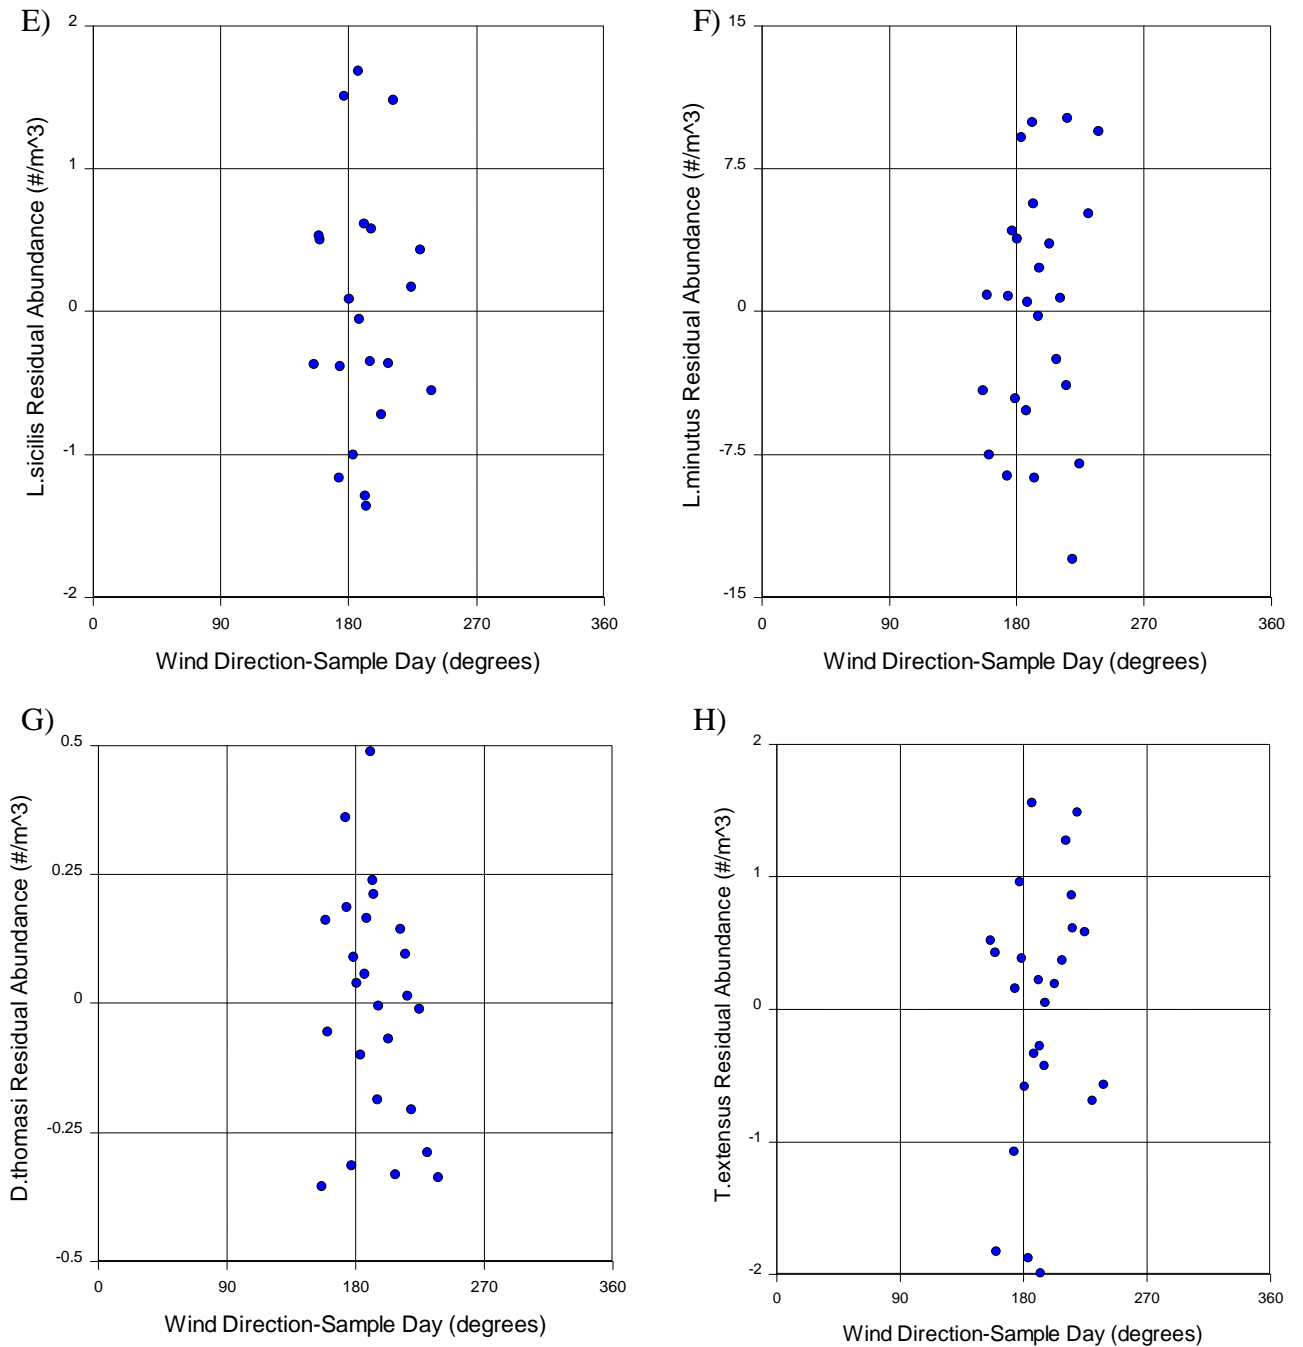 E)
L.sicilis Residual Abundance (#/m^3)
2
1
0
-1
-2
0 90 180 270 360
Wind Direction-Sample Day (degrees)
F)
L.minutus Residual Abundance (#/m^3)
15
7.5
0
-7.5
-15
0 90 180 270 360
Wind Direction-Sample Day (degrees)
G)
D.thomasi Residual Abundance (#/m^3)
0.5
0.25
0
-0.25
-0.5
0 90 180 270 360
Wind Direction-Sample Day (degrees)
H)
T.extensus Residual Abundance (#/m^3)
2
1
0
-1
-2
0 90 180 270 360
Wind Direction-Sample Day (degrees)